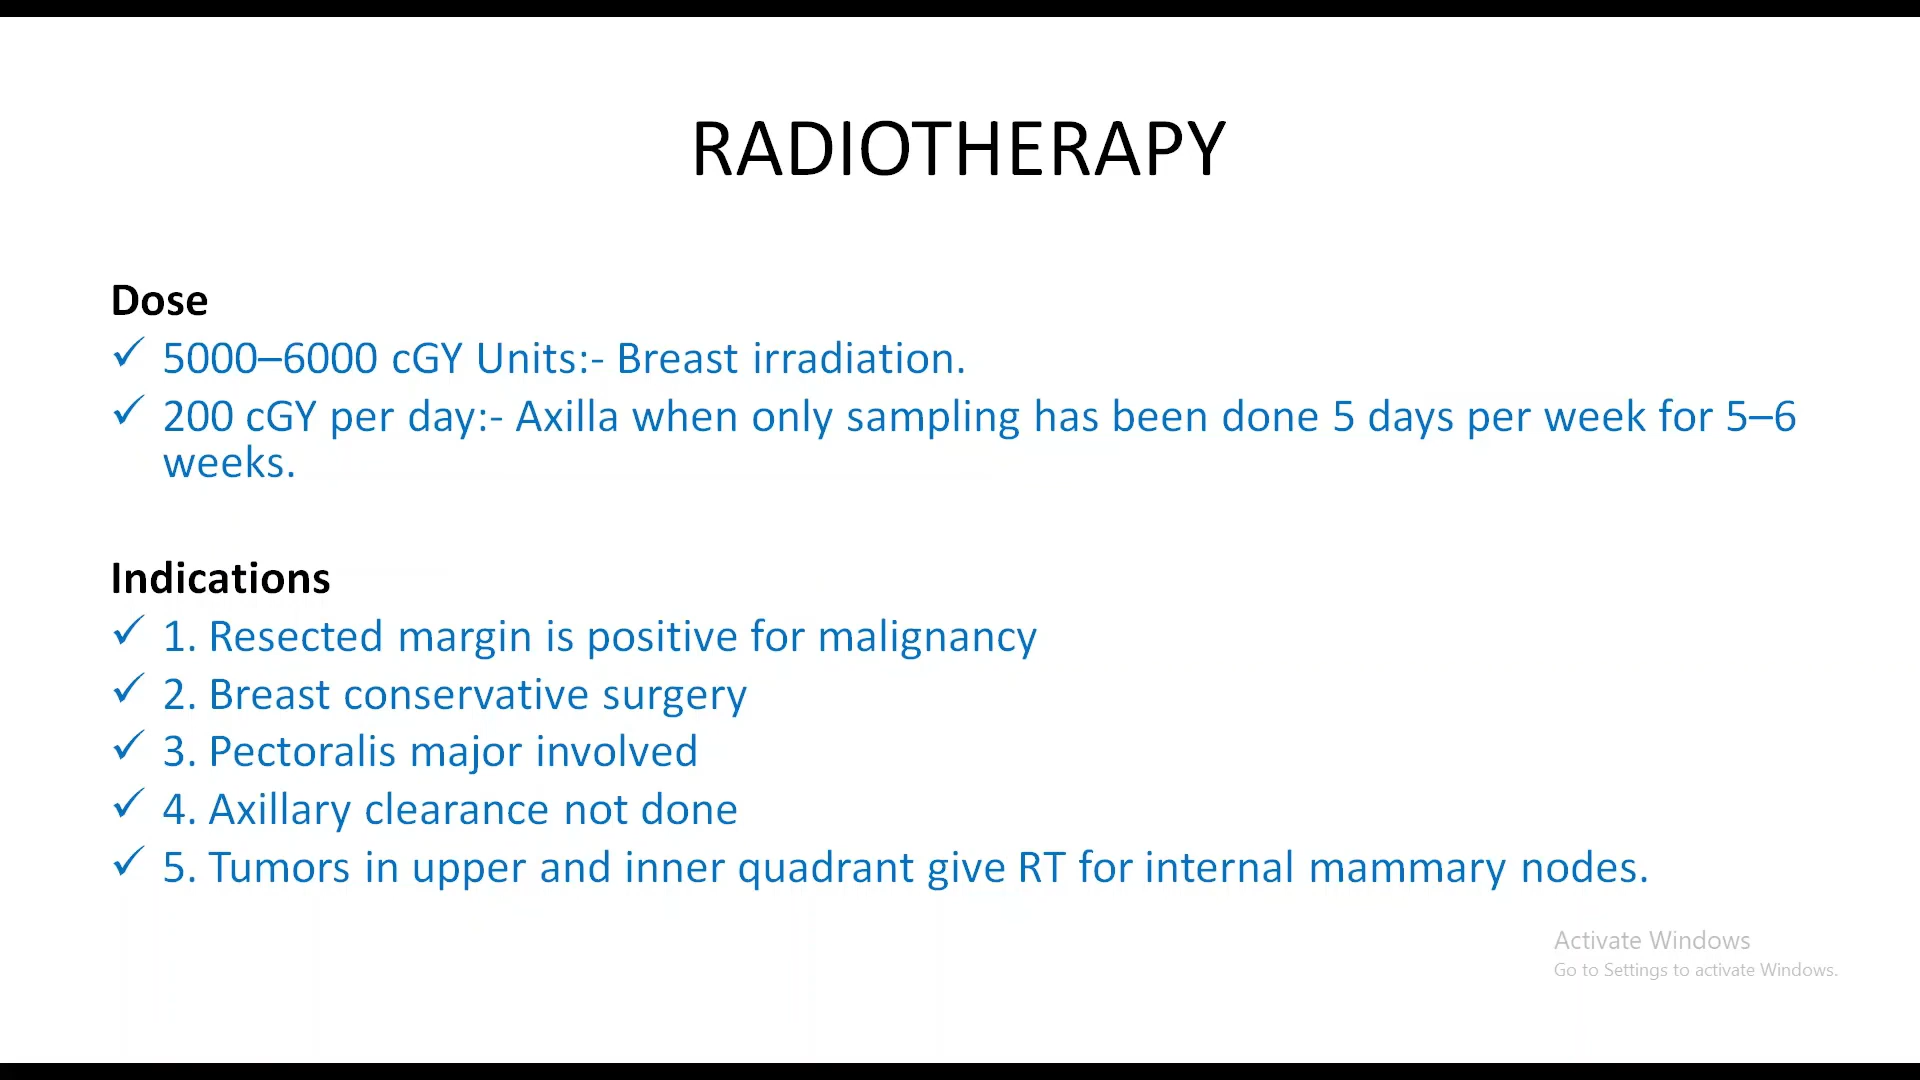 RADIOTHERAPY
Dose
✓ 5000–6000 cGY Units:- Breast irradiation.
✓ 200 cGY per day:- Axilla when only sampling has been done 5 days per week for 5–6
weeks.
Indications
✓ 1. Resected margin is positive for malignancy
✓ 2. Breast conservative surgery
✓ 3. Pectoralis major involved
✓ 4. Axillary clearance not done
✓ 5. Tumors in upper and inner quadrant give RT for internal mammary nodes.
Activate Windows
Go to Settings to activate Windows.